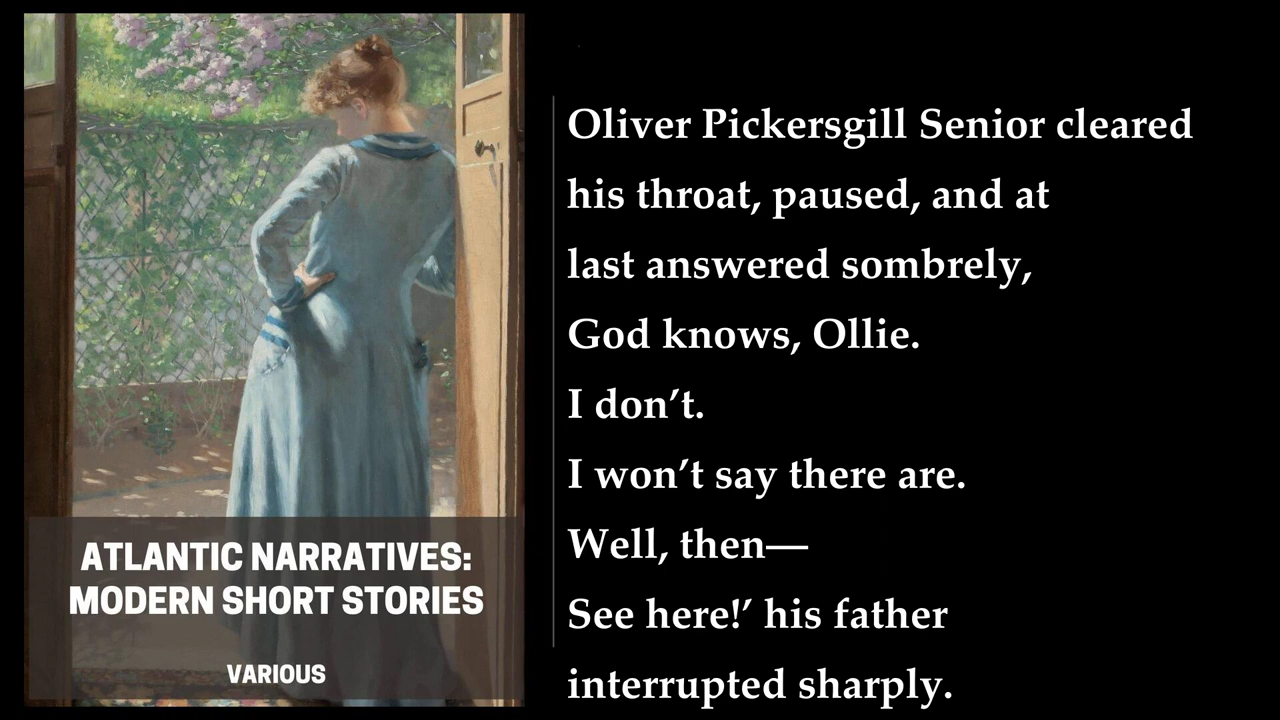 ATLANTIC NARRATIVES:
MODERN SHORT STORIES
VARIOUS
Oliver Pickersgill Senior cleared
his throat, paused, and at
last answered sombrely,
God knows, Ollie.
I don’t.
I won’t say there are.
Well, then—
See here!’ his father
interrupted sharply.